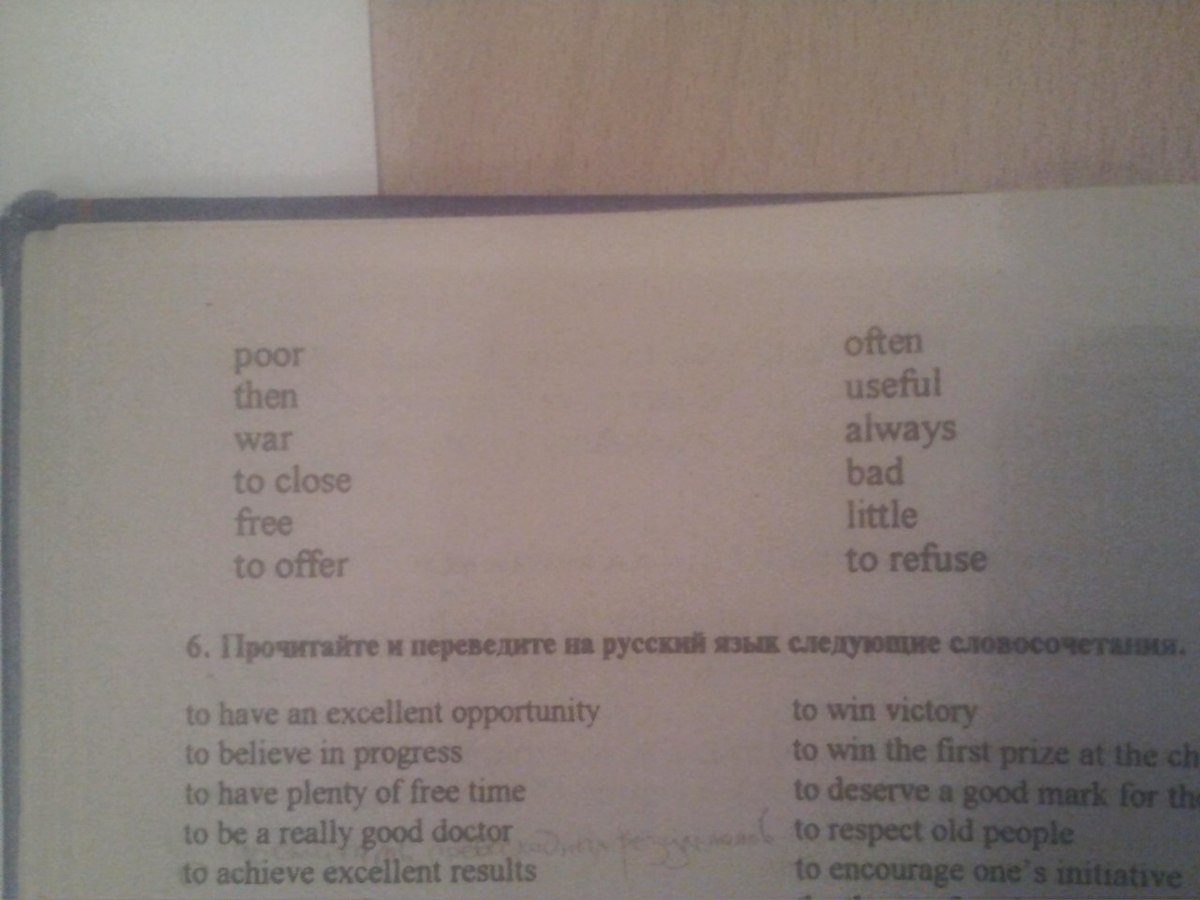 poor
then
war
to close
free
to offer
often
useful
always
bad
little
to refuse
6. Прочитайте и переведите на русский язык следующие словосочетания.
to have an excellent opportunity
to believe in progress
to have plenty of free time
to be a really good doctor
to achieve excellent results
to win victory
to win the first prize at the ch
to deserve a good mark for the
to respect old people
to encourage one's initiative